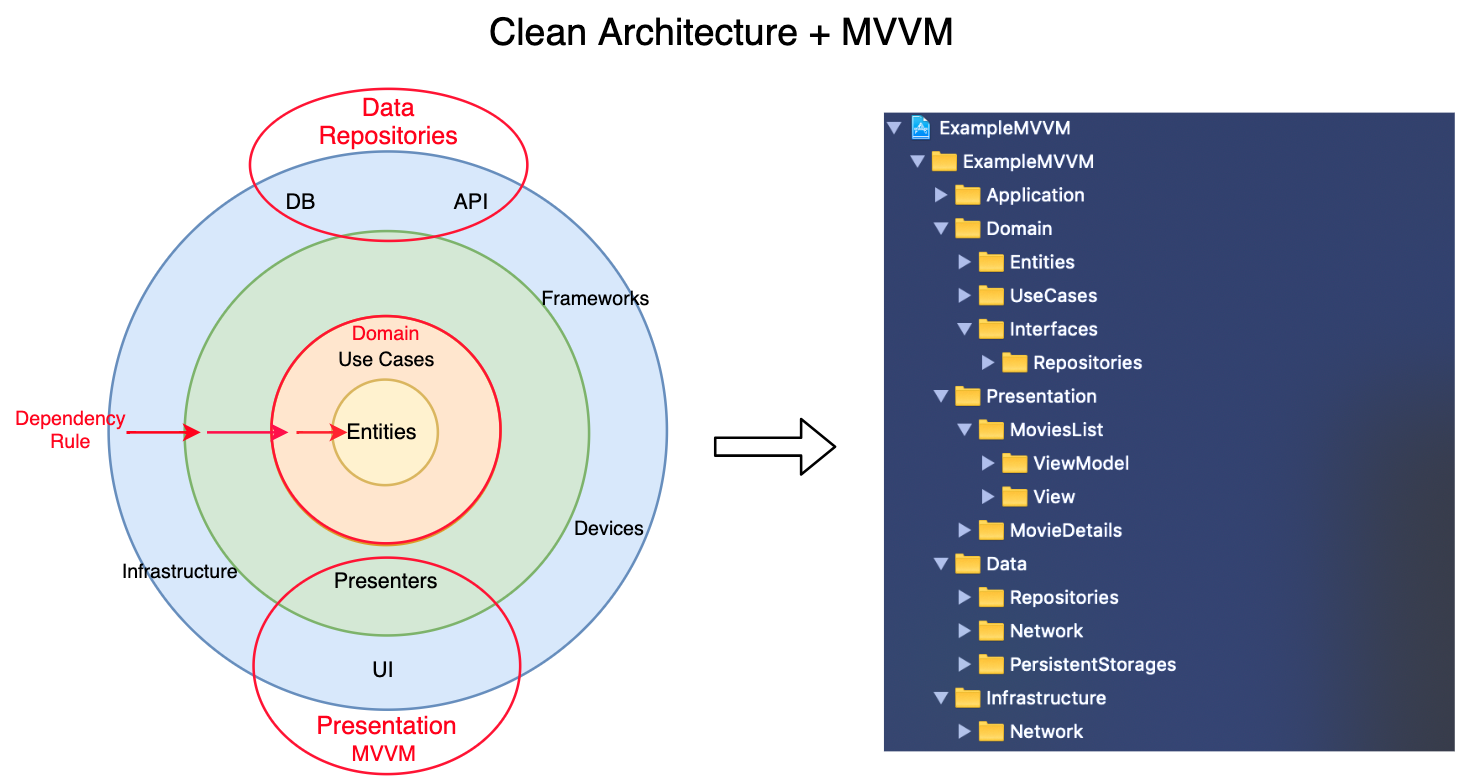 Clean Architecture + MVVM
Data
Repositories
DB
API
Frameworks
Domain
Use Cases
Dependency
Rule
Entities
Devices
Infrastructure
Presenters
UI
Presentation
MVVM
ExampleMVVM
ExampleMVVM
Application
Domain
Entities
UseCases
Interfaces
Repositories
Presentation
MoviesList
ViewModel
View
MovieDetails
Data
Repositories
Network
PersistentStorages
Infrastructure
Network